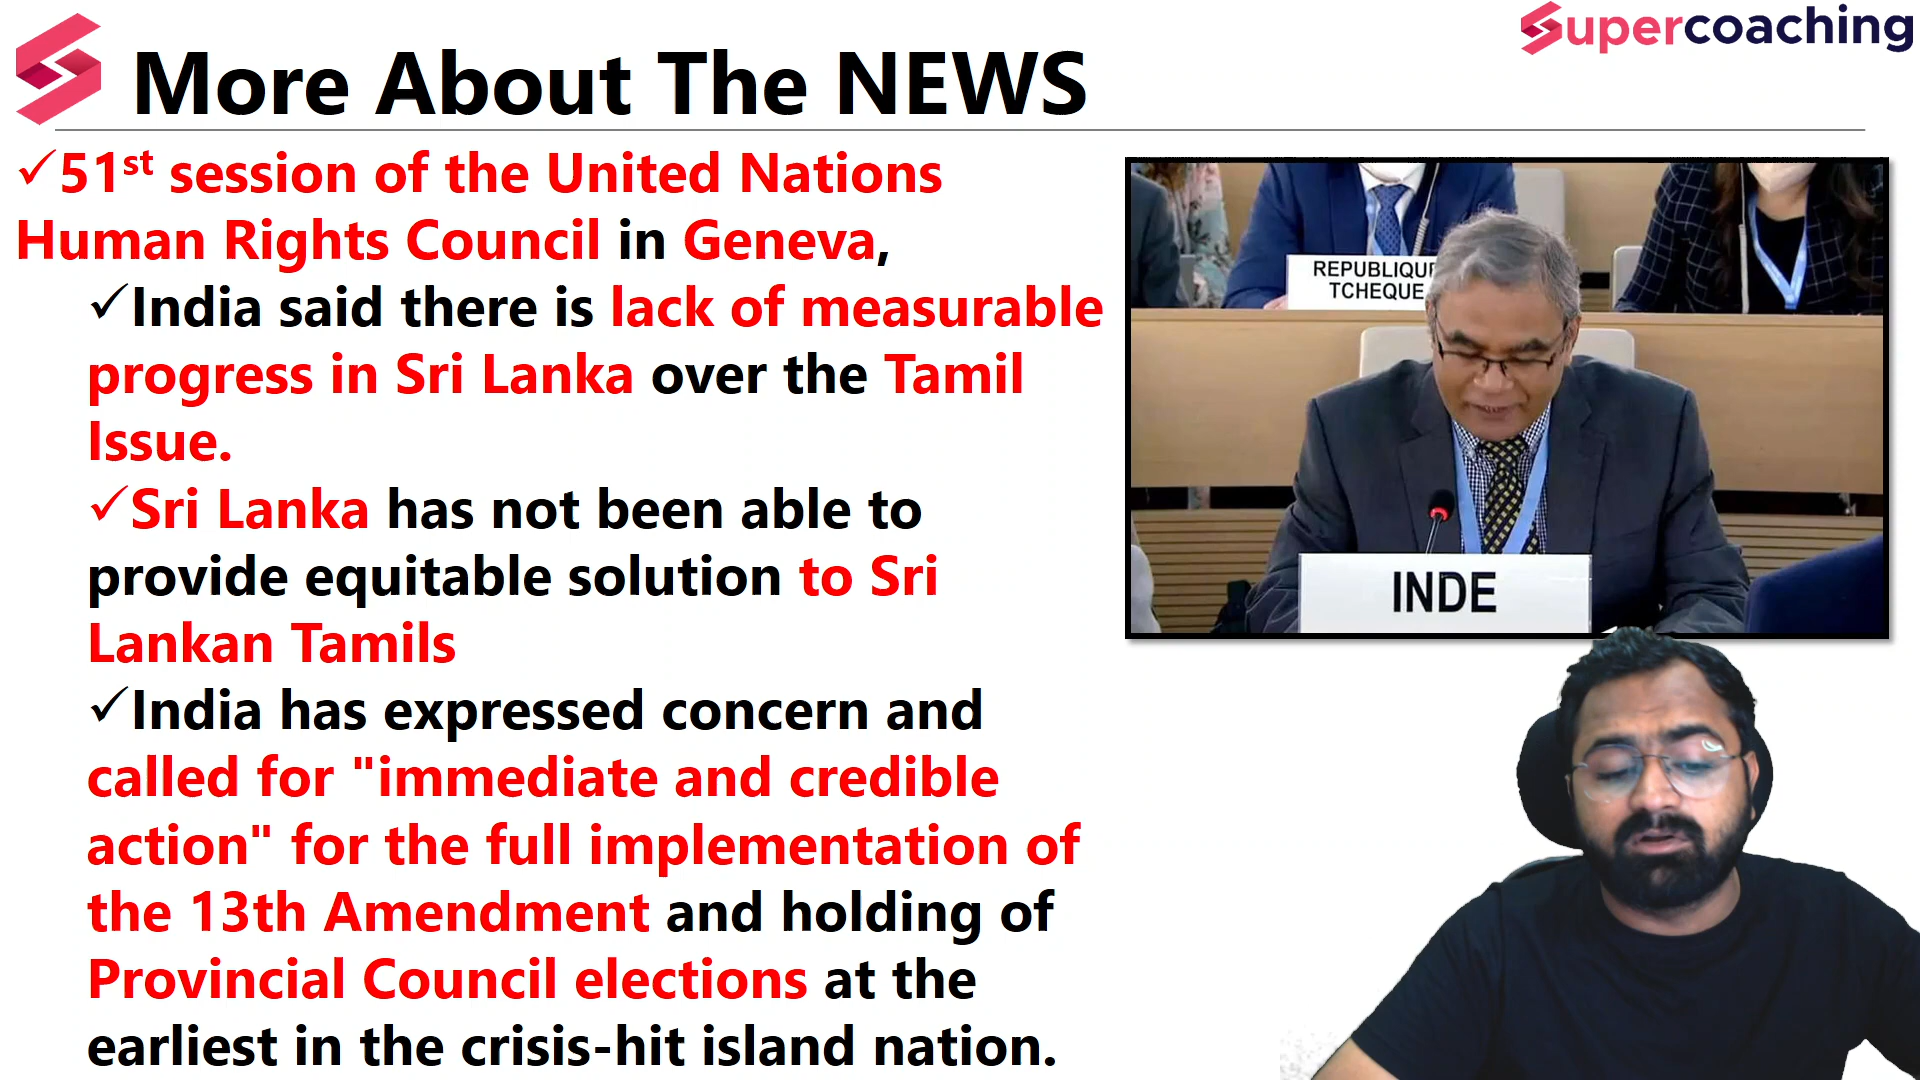 Supercoaching
More About The NEWS
✓51st session of the United Nations
Human Rights Council in Geneva,
✓India said there is lack of measurable
progress in Sri Lanka over the Tamil
Issue.
✓Sri Lanka has not been able to
provide equitable solution to Sri
Lankan Tamils
✓India has expressed concern and
called for "immediate and credible
action" for the full implementation of
the 13th Amendment and holding of
Provincial Council elections at the
earliest in the crisis-hit island nation.
TCHEQUE
INDE